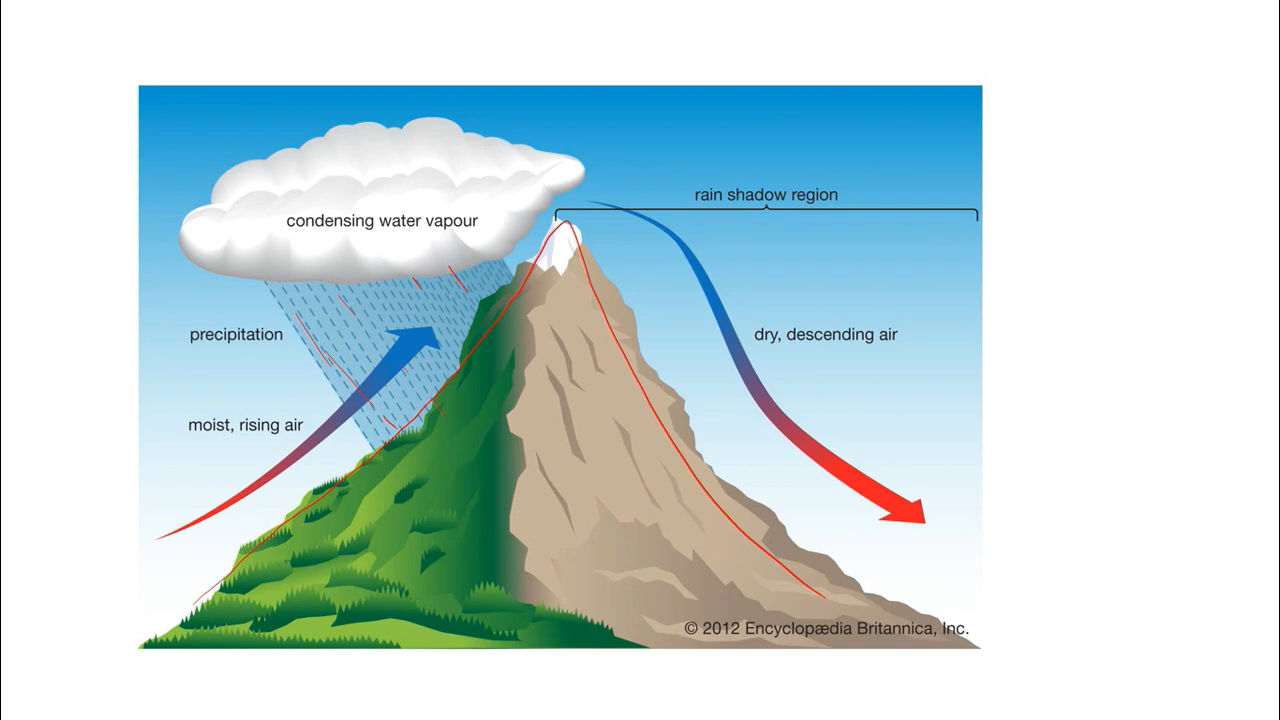 rain shadow region
condensing water vapour
precipitation
dry, descending air
moist, rising air
© 2012 Encyclopædia Britannica, Inc.